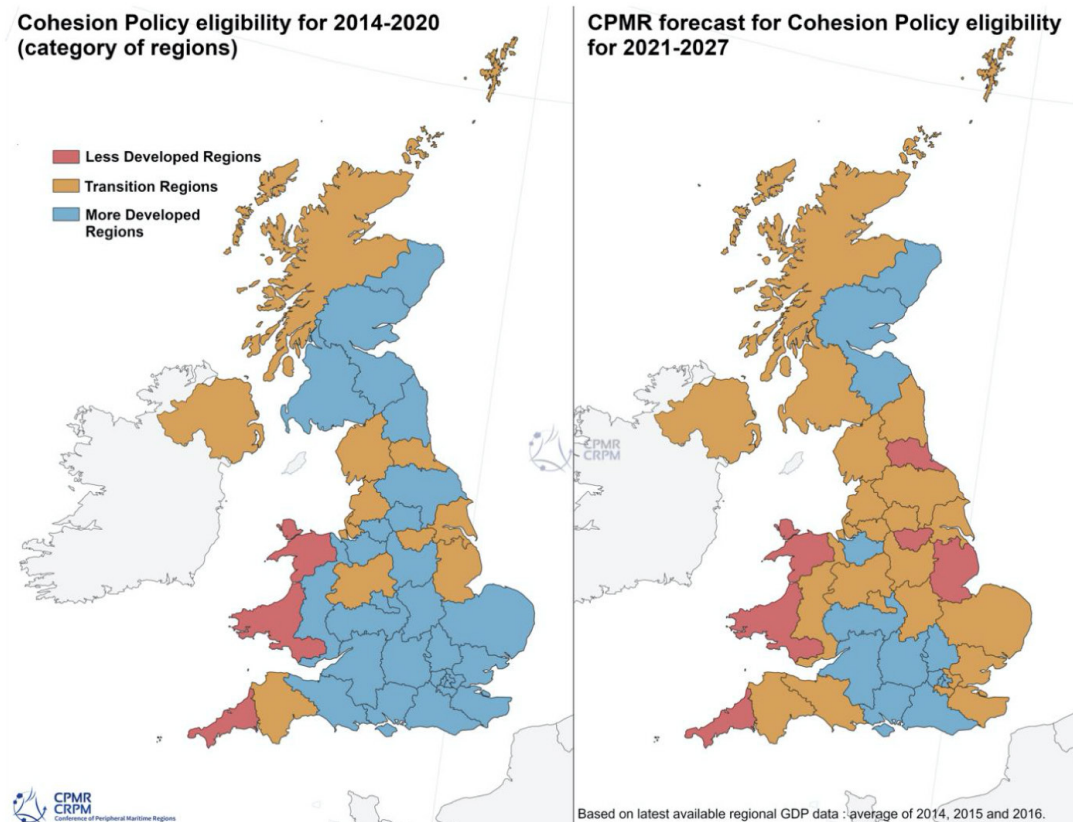 Cohesion Policy eligibility for 2014-2020
(category of regions)
Less Developed Regions
Transition Regions
More Developed
Regions
CPMR
CRPM
Conference of Peripheral Maritime Regions
CPMR forecast for Cohesion Policy eligibility
for 2021-2027
CPMR
CRPM
Based on latest available regional GDP data : average of 2014, 2015 and 2016.